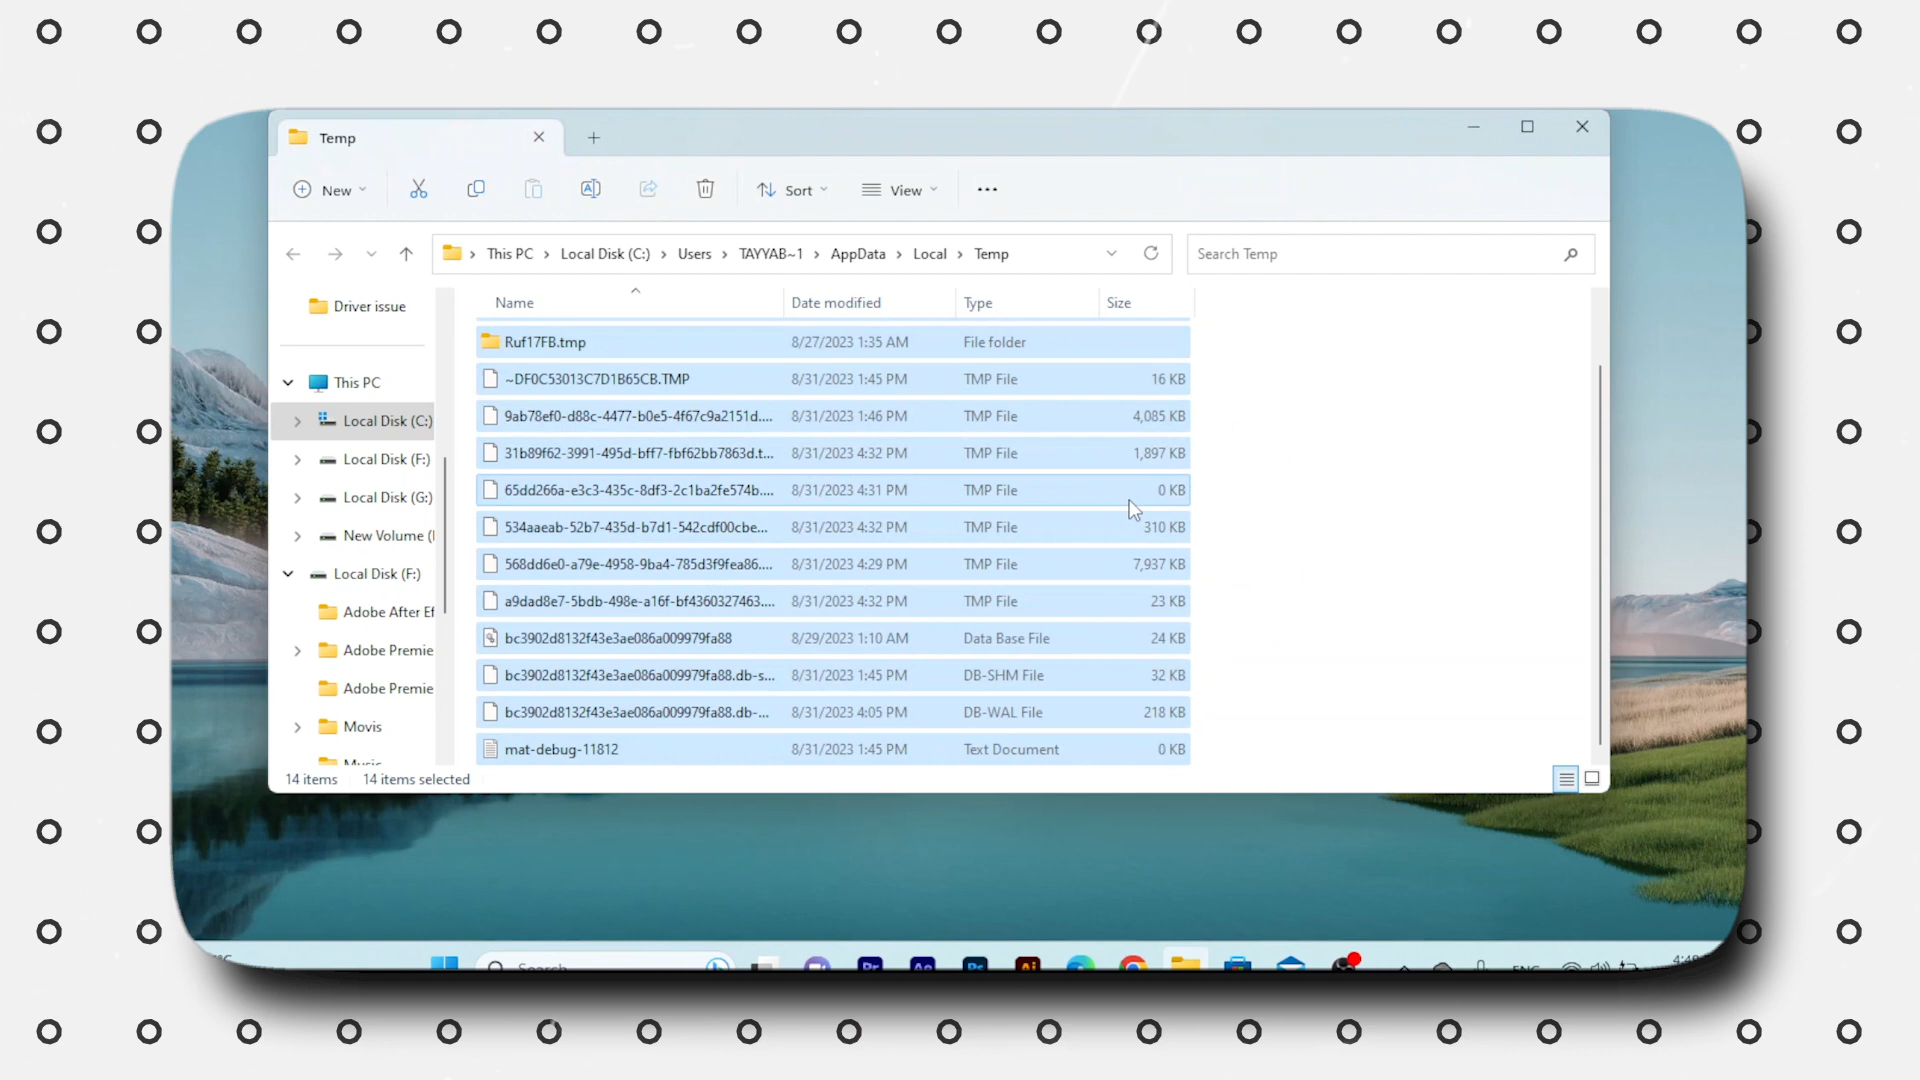 Temp
New
Sort
View
This PC
Local Disk (C:)
Users
TAYYAB~1
AppData
Local
Temp
Search Temp
Name
Date modified
Type
Size
Driver issue
This PC
Local Disk (C:)
Local Disk (F:)
Local Disk (G:)
New Volume (
Local Disk (F:)
Adobe After Ef
Adobe Premie
Adobe Premie
Movis
Ruf17FB.tmp 8/27/2023 1:35 AM File folder
~DF0C53013C7D1B65CB.TMP 8/31/2023 1:45 PM TMP File 16 KB
9ab78ef0-d88c-4477-b0e5-4f67c9a2151d.... 8/31/2023 1:46 PM TMP File 4,085 KB
31b89f62-3991-495d-bff7-fbf62bb7863d.t... 8/31/2023 4:32 PM TMP File 1,897 KB
65dd266a-e3c3-435c-8df3-2c1ba2fe574b.... 8/31/2023 4:31 PM TMP File 0 KB
534aaeab-52b7-435d-b7d1-542cdf00cbe... 8/31/2023 4:32 PM TMP File 310 KB
568dd6e0-a79e-4958-9ba4-785d3f9fea86.... 8/31/2023 4:29 PM TMP File 7,937 KB
a9dad8e7-5bdb-498e-a16f-bf4360327463.... 8/31/2023 4:32 PM TMP File 23 KB
bc3902d8132f43e3ae086a009979fa88 8/29/2023 1:10 AM Data Base File 24 KB
bc3902d8132f43e3ae086a009979fa88.db-s... 8/31/2023 1:45 PM DB-SHM File 32 KB
bc3902d8132f43e3ae086a009979fa88.db-... 8/31/2023 4:05 PM DB-WAL File 218 KB
mat-debug-11812 8/31/2023 1:45 PM Text Document 0 KB
14 items
14 items selected
Search
Pr
Ae
Ps
Ai
ENG